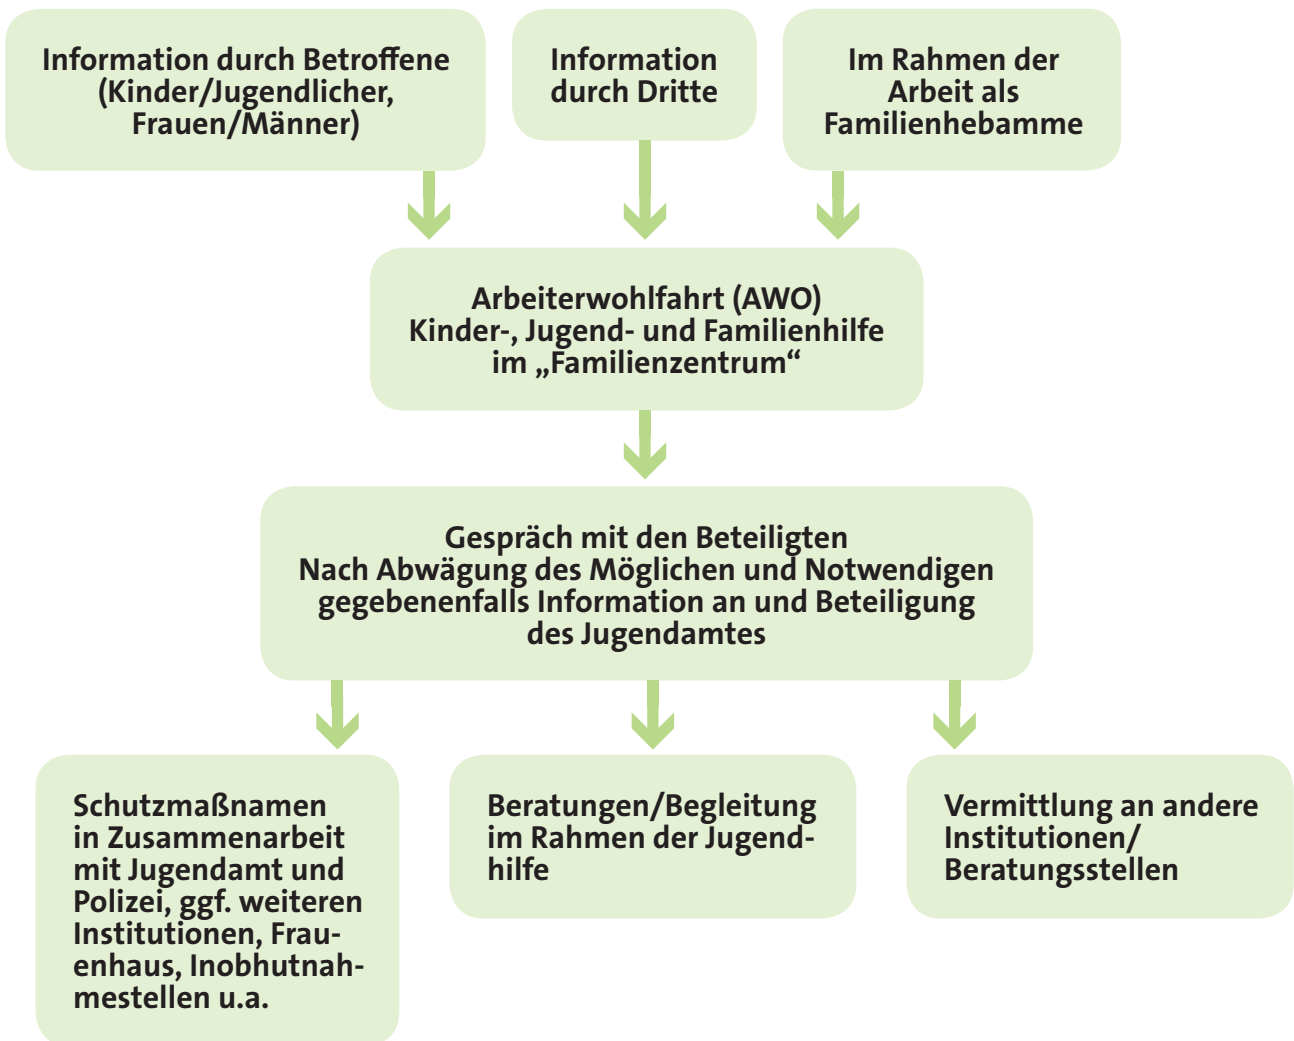 Information durch Betroffene
(Kinder/Jugendlicher,
Frauen/Männer)
Information
durch Dritte
Im Rahmen der
Arbeit als
Familienhebamme
Arbeiterwohlfahrt (AWO)
Kinder-, Jugend- und Familienhilfe
im „Familienzentrum“
Gespräch mit den Beteiligten
Nach Abwägung des Möglichen und Notwendigen
gegebenenfalls Information an und Beteiligung
des Jugendamtes
Schutzmaßnamen
in Zusammenarbeit
mit Jugendamt und
Polizei, ggf. weiteren
Institutionen, Frau-
enhaus, Inobhutnah-
mestellen u.a.
Beratungen/Begleitung
im Rahmen der Jugend-
hilfe
Vermittlung an andere
Institutionen/
Beratungsstellen